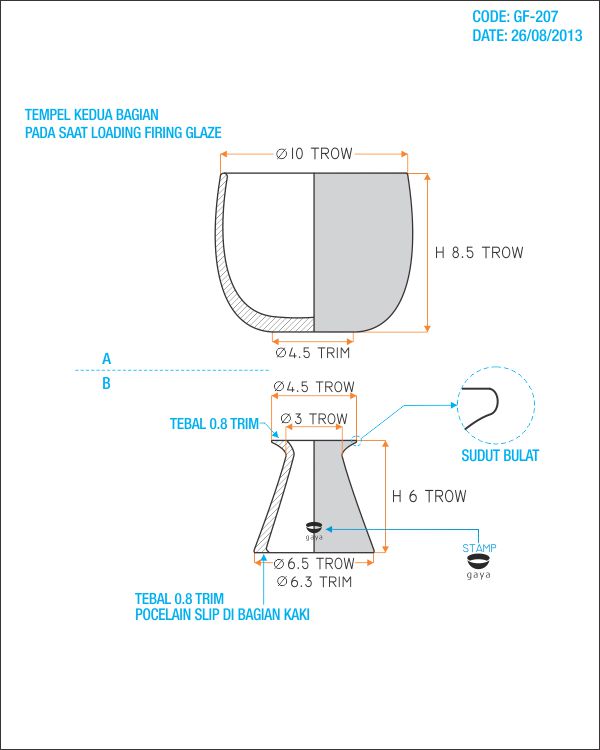 CODE: GF-207
DATE: 26/08/2013
TEMPEL KEDUA BAGIAN
PADA SAAT LOADING FIRING GLAZE
Ø10 TROW
H 8.5 TROW
Ø4.5 TRIM
A
B
Ø4.5 TROW
Ø3 TROW
TEBAL 0.8 TRIM
SUDUT BULAT
H 6 TROW
gaya
STAMP
gaya
Ø6.5 TROW
Ø6.3 TRIM
TEBAL 0.8 TRIM
POCELAIN SLIP DI BAGIAN KAKI